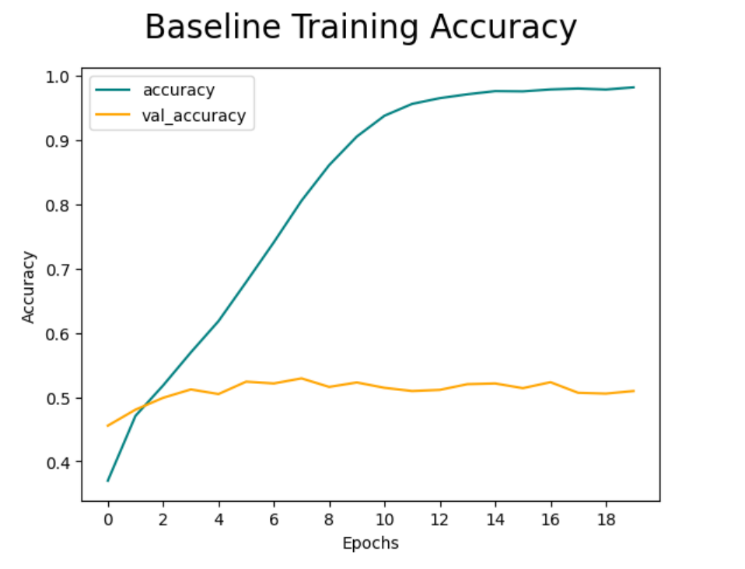 Baseline Training Accuracy
accuracy
val_accuracy
1.0
0.9
0.8
0.7
0.6
0.5
0.4
Accuracy
0 2 4 6 8 10 12 14 16 18
Epochs